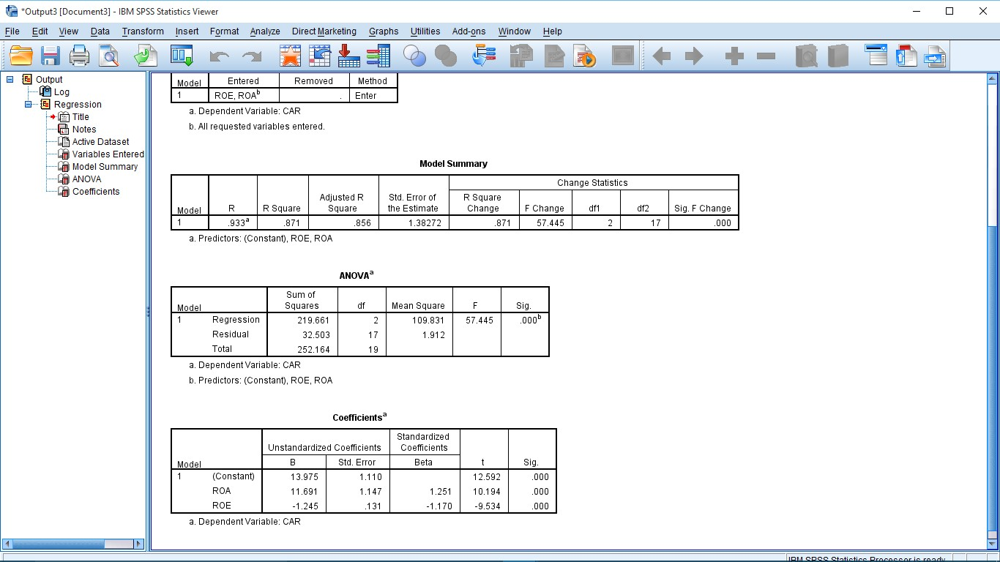 *Output3 [Document3] - IBM SPSS Statistics Viewer
File Edit View Data Transform Insert Format Analyze Direct Marketing Graphs Utilities Add-ons Window Help
Output
Log
Regression
Title
Notes
Active Dataset
Variables Entered
Model Summary
ANOVA
Coefficients
Model Entered Removed Method
1 ROE, ROAb . Enter
a. Dependent Variable: CAR
b. All requested variables entered.
Model Summary
Change Statistics
Adjusted R Std. Error of R Square
Model R R Square Square the Estimate Change F Change df1 df2 Sig. F Change
1 .933a .871 .856 1.38272 .871 57.445 2 17 .000
a. Predictors: (Constant), ROE, ROA
ANOVAa
Sum of
Model Squares df Mean Square F Sig.
1 Regression 219.661 2 109.831 57.445 .000b
Residual 32.503 17 1.912
Total 252.164 19
a. Dependent Variable: CAR
b. Predictors: (Constant), ROE, ROA
Coefficientsa
Standardized
Unstandardized Coefficients Coefficients
Model B Std. Error Beta t Sig.
1 (Constant) 13.975 1.110 12.592 .000
ROA 11.691 1.147 1.251 10.194 .000
ROE -1.245 .131 -1.170 -9.534 .000
a. Dependent Variable: CAR
IBM SPSS Statistics Processor is ready